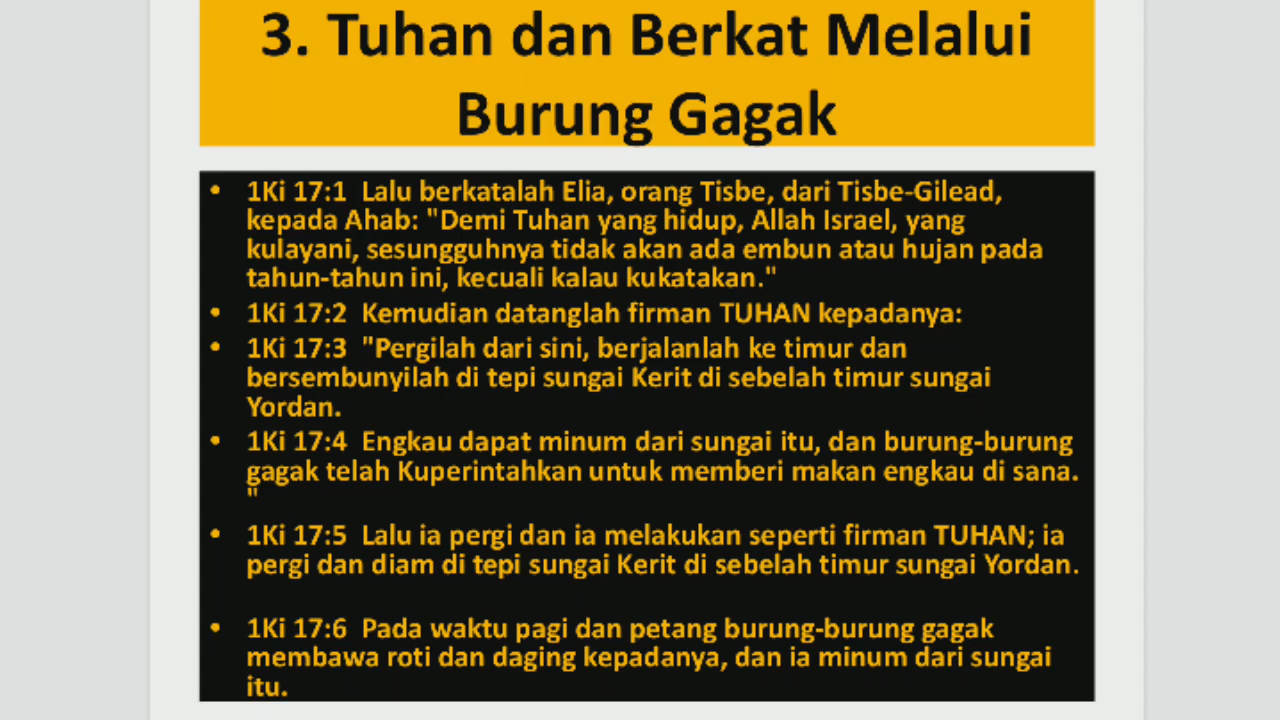 3. Tuhan dan Berkat Melalui
Burung Gagak
• 1Ki 17:1 Lalu berkatalah Elia, orang Tisbe, dari Tisbe-Gilead,
kepada Ahab: "Demi Tuhan yang hidup, Allah Israel, yang
kulayani, sesungguhnya tidak akan ada embun atau hujan pada
tahun-tahun ini, kecuali kalau kukatakan."
• 1Ki 17:2 Kemudian datanglah firman TUHAN kepadanya:
• 1Ki 17:3 "Pergilah dari sini, berjalanlah ke timur dan
bersembunyilah di tepi sungai Kerit di sebelah timur sungai
Yordan.
• 1Ki 17:4 Engkau dapat minum dari sungai itu, dan burung-burung
gagak telah Kuperintahkan untuk memberi makan engkau di sana.
"
• 1Ki 17:5 Lalu ia pergi dan ia melakukan seperti firman TUHAN; ia
pergi dan diam di tepi sungai Kerit di sebelah timur sungai Yordan.
• 1Ki 17:6 Pada waktu pagi dan petang burung-burung gagak
membawa roti dan daging kepadanya, dan ia minum dari sungai
itu.